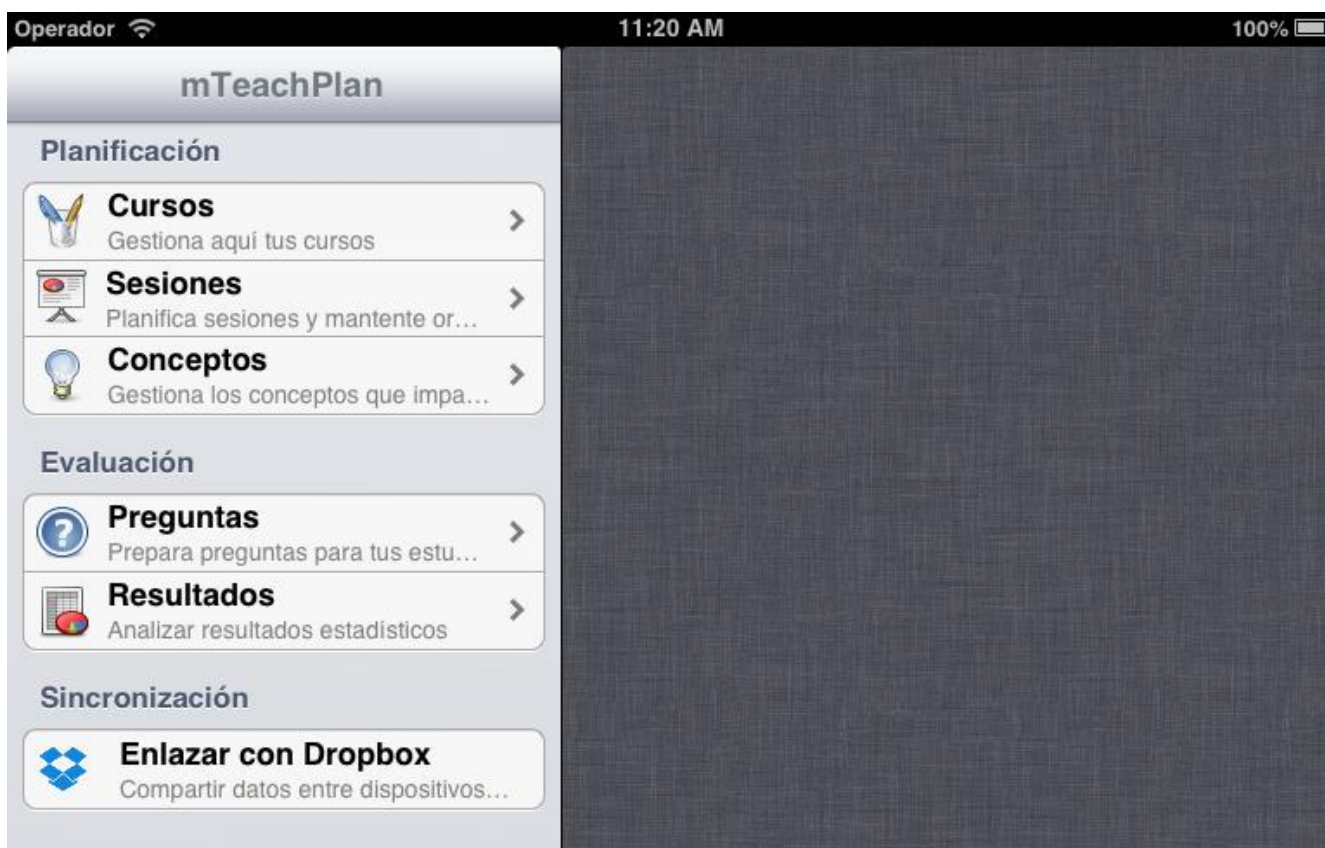 Operador 11:20 AM 100%
mTeachPlan
Planificación
Cursos
Gestiona aquí tus cursos
Sesiones
Planifica sesiones y mantente or...
Conceptos
Gestiona los conceptos que impa...
Evaluación
Preguntas
Prepara preguntas para tus estu...
Resultados
Analizar resultados estadísticos
Sincronización
Enlazar con Dropbox
Compartir datos entre dispositivos...